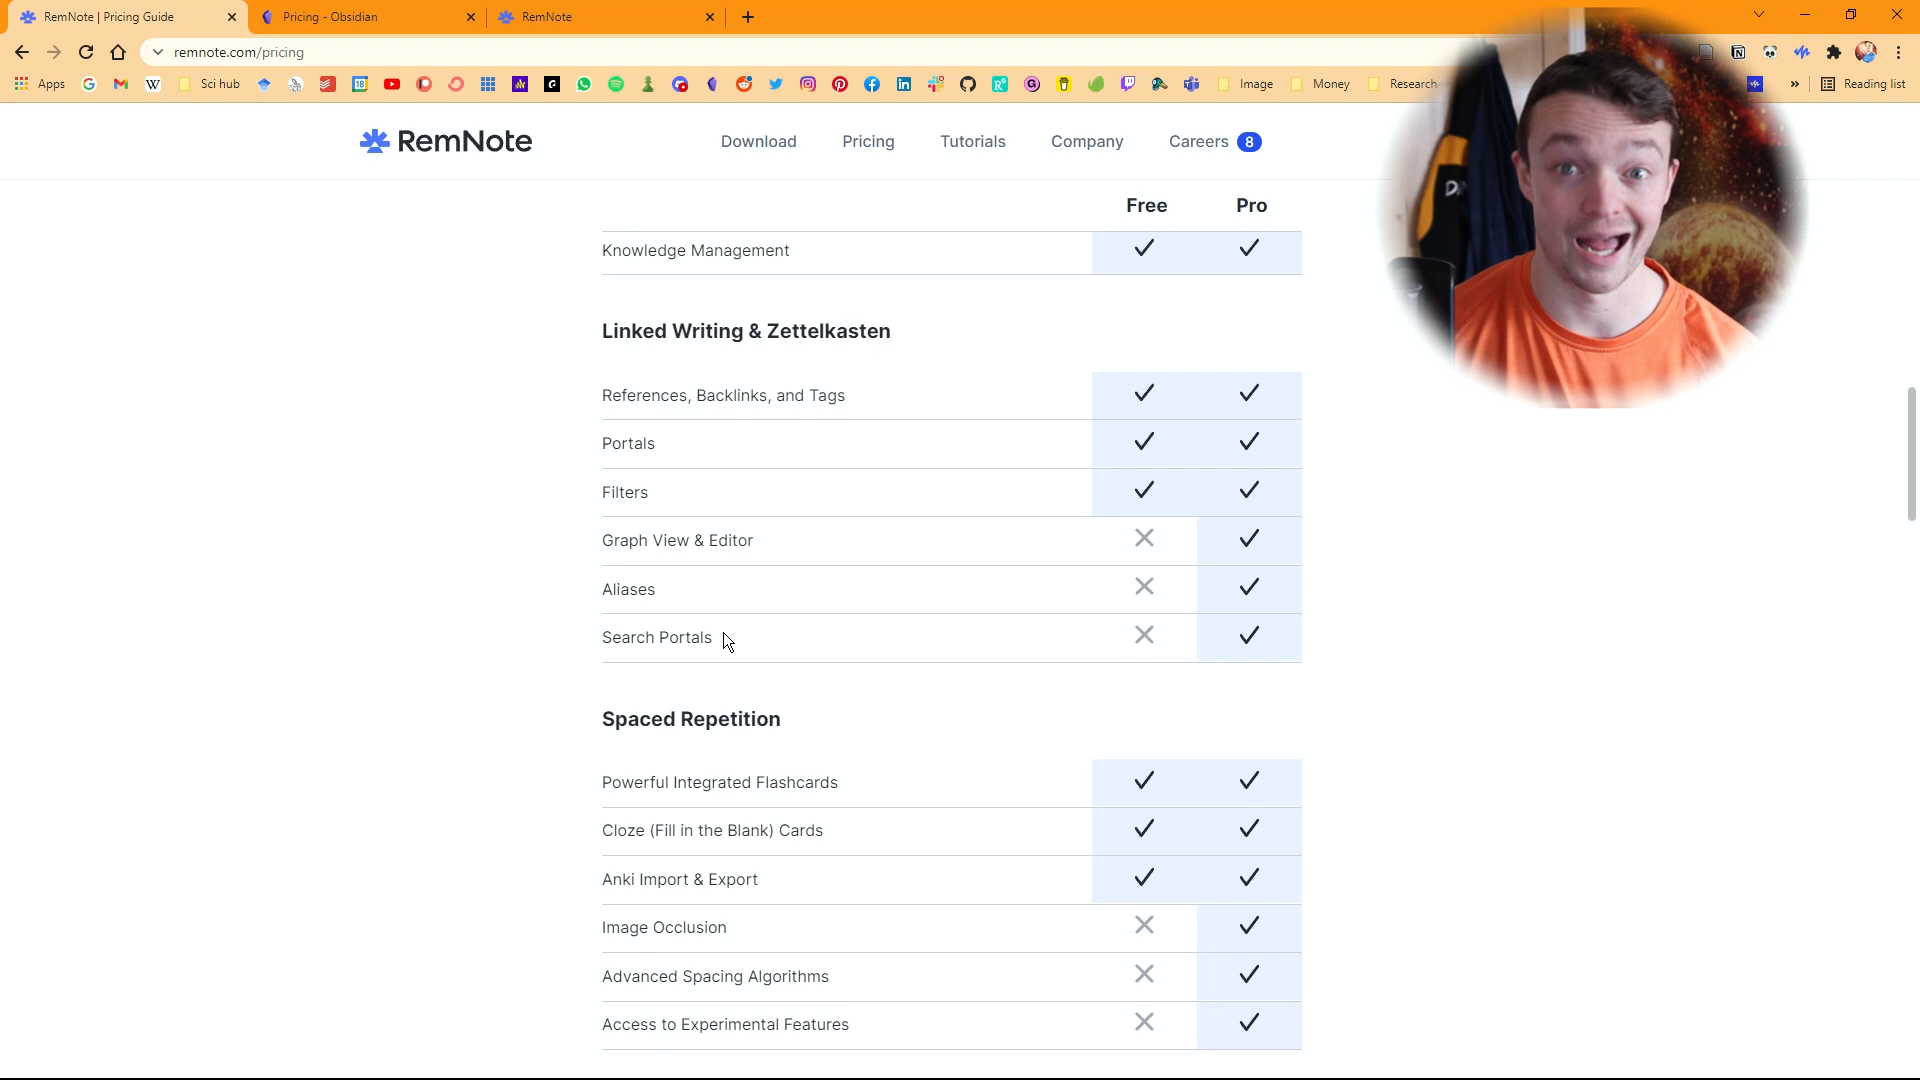 RemNote | Pricing Guide
Pricing - Obsidian
RemNote
remnote.com/pricing
Apps
Sci hub
18
Image
Money
Research
Reading list
RemNote
Download
Pricing
Tutorials
Company
Careers 8
Free Pro
Knowledge Management
Linked Writing & Zettelkasten
References, Backlinks, and Tags
Portals
Filters
Graph View & Editor
Aliases
Search Portals
Spaced Repetition
Powerful Integrated Flashcards
Cloze (Fill in the Blank) Cards
Anki Import & Export
Image Occlusion
Advanced Spacing Algorithms
Access to Experimental Features